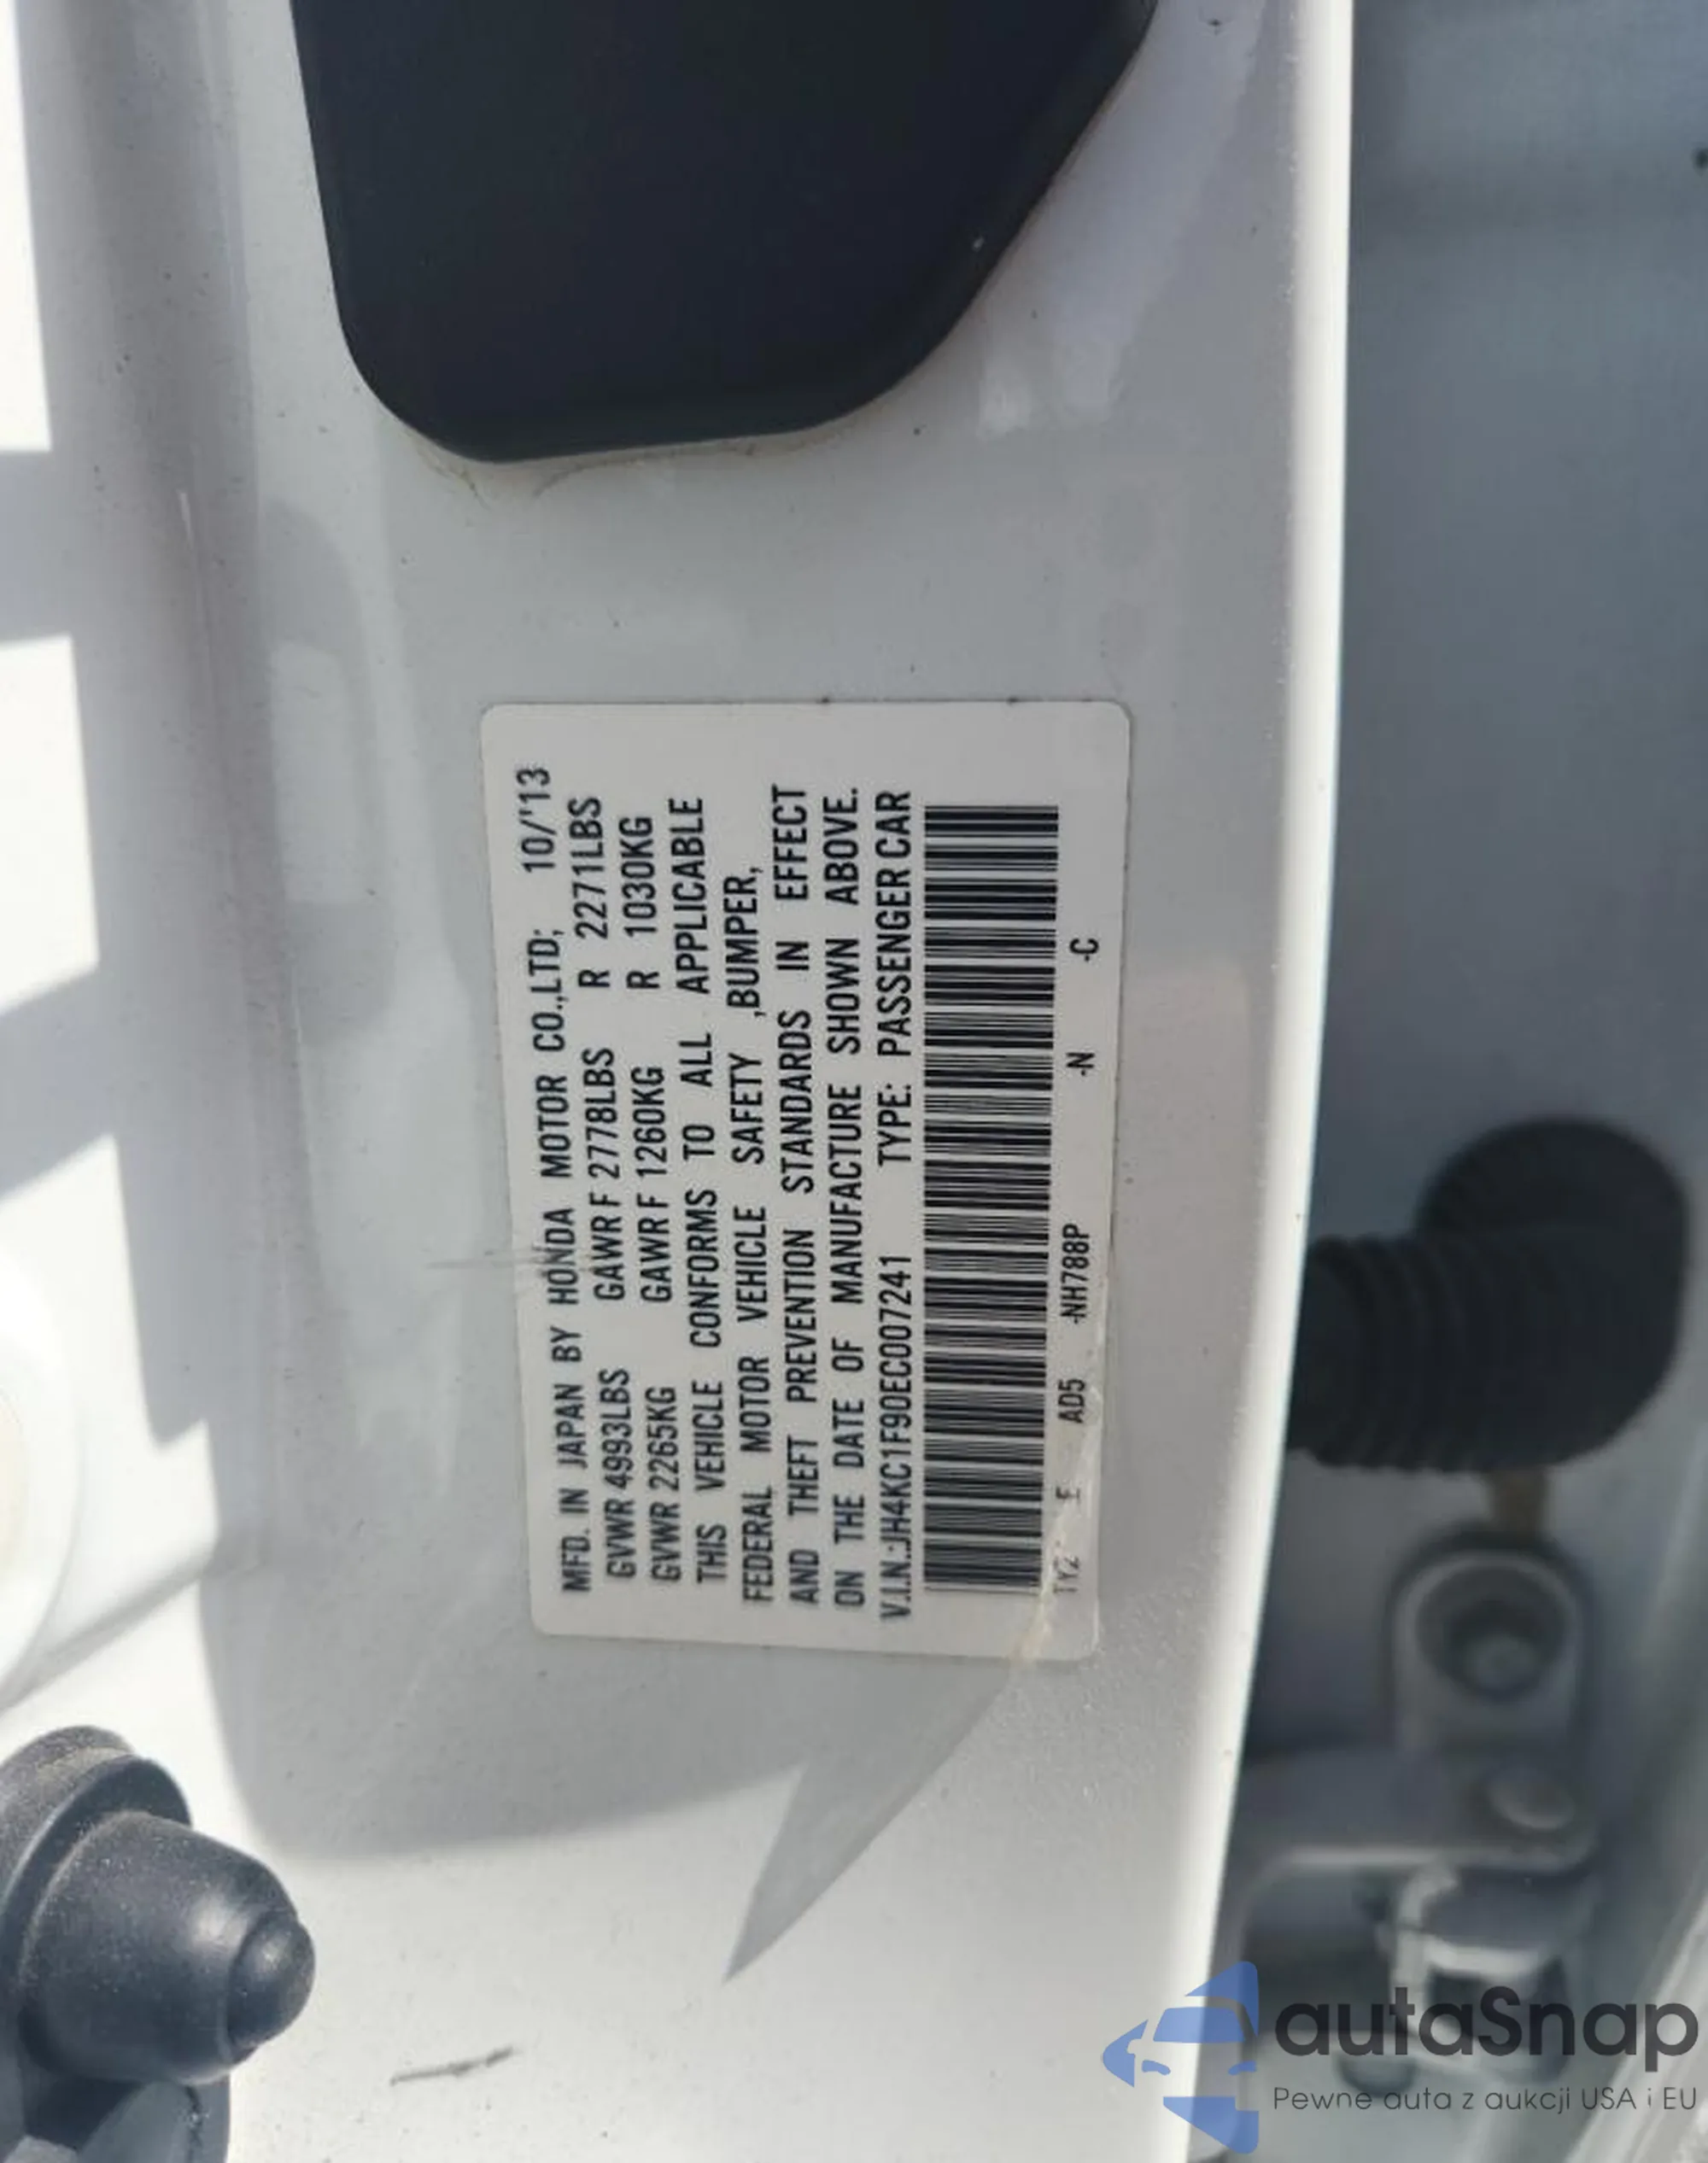 MFD. IN JAPAN BY HONDA MOTOR CO.,LTD; 10/'13
GVWR 4993LBS GAWR F 2778LBS R 2271LBS
GVWR 2265KG GAWR F 1260KG R 1030KG
THIS VEHICLE CONFORMS TO ALL APPLICABLE
FEDERAL MOTOR VEHICLE SAFETY ,BUMPER,
AND THEFT PREVENTION STANDARDS IN EFFECT
ON THE DATE OF MANUFACTURE SHOWN ABOVE.
V.I.N.:JH4KC1F90EC007241 TYPE: PASSENGER CAR
E AD5 -NH788P -N -C
autaSnap
Pewne auta z aukcji USA i EU